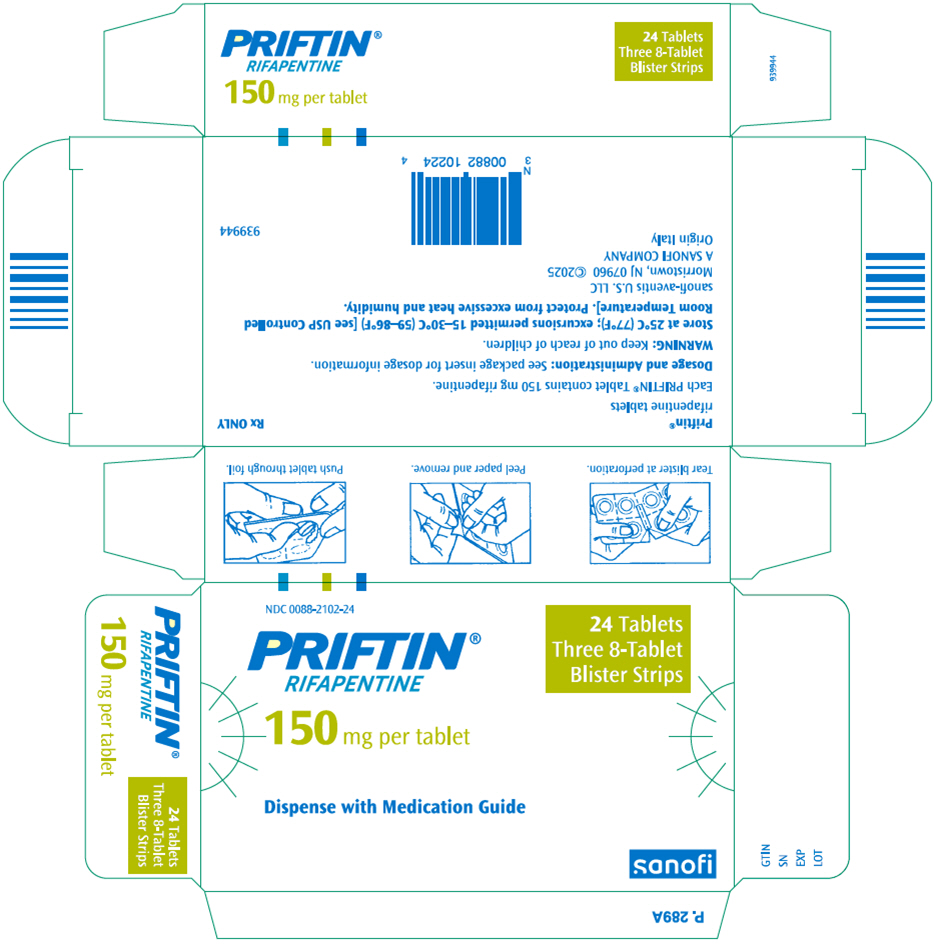 PRIFTIN®
RIFAPENTINE
150 mg per tablet
24 Tablets
Three 8-Tablet
Blister Strips
939944
Priftin®
rifapentine tablets
Rx ONLY
Each PRIFTIN® Tablet contains 150 mg rifapentine.
Dosage and Administration: See package insert for dosage information.
WARNING: Keep out of reach of children.
Store at 25°C (77°F); excursions permitted 15–30°C (59–86°F) [see USP Controlled
Room Temperature]. Protect from excessive heat and humidity.
sanofi-aventis U.S. LLC
Morristown, NJ 07960 ©2025
A SANOFI COMPANY
Origin Italy
939944
N
3 00882 10224 4
Tear blister at perforation.
Peel paper and remove.
Push tablet through foil.
NDC 0088-2102-24
PRIFTIN®
RIFAPENTINE
150 mg per tablet
24 Tablets
Three 8-Tablet
Blister Strips
Dispense with Medication Guide
sanofi
PRIFTIN®
RIFAPENTINE
150 mg per tablet
24 Tablets
Three 8-Tablet
Blister Strips
GTIN
SN
EXP
LOT
P. 289A